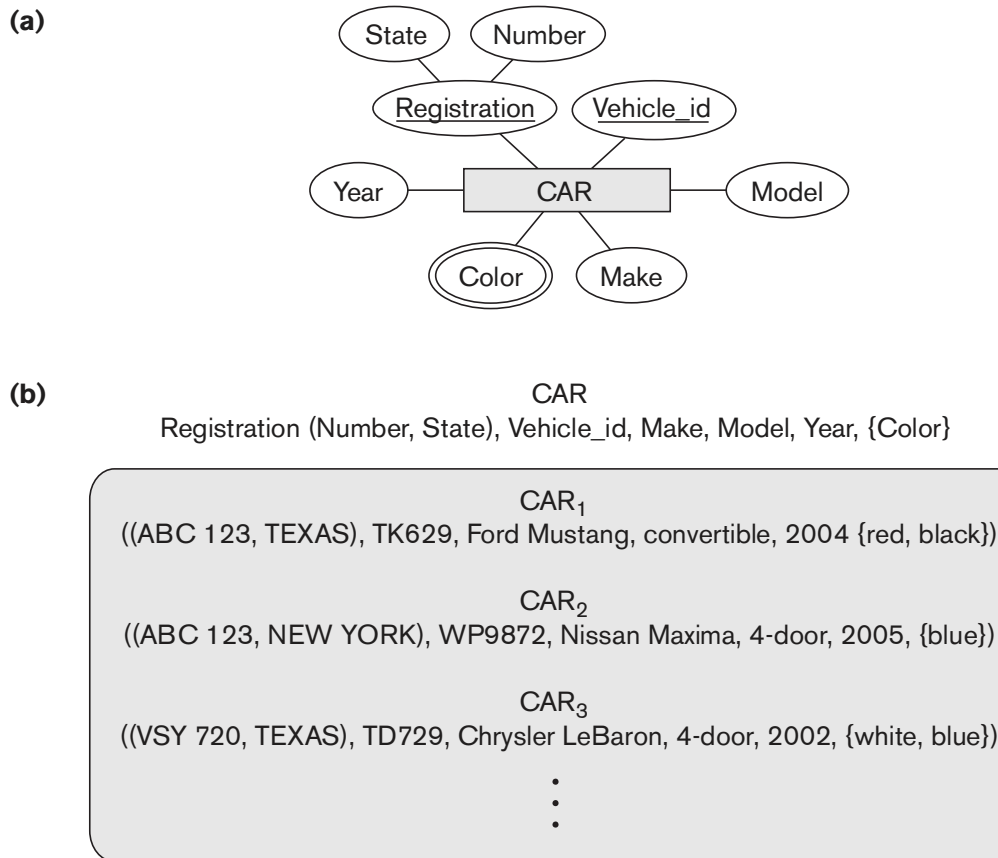 (a)
State
Number
Registration
Vehicle_id
Year
CAR
Model
Color
Make
(b)
CAR
Registration (Number, State), Vehicle_id, Make, Model, Year, {Color}
CAR1
((ABC 123, TEXAS), TK629, Ford Mustang, convertible, 2004 {red, black})
CAR2
((ABC 123, NEW YORK), WP9872, Nissan Maxima, 4-door, 2005, {blue})
CAR3
((VSY 720, TEXAS), TD729, Chrysler LeBaron, 4-door, 2002, {white, blue})